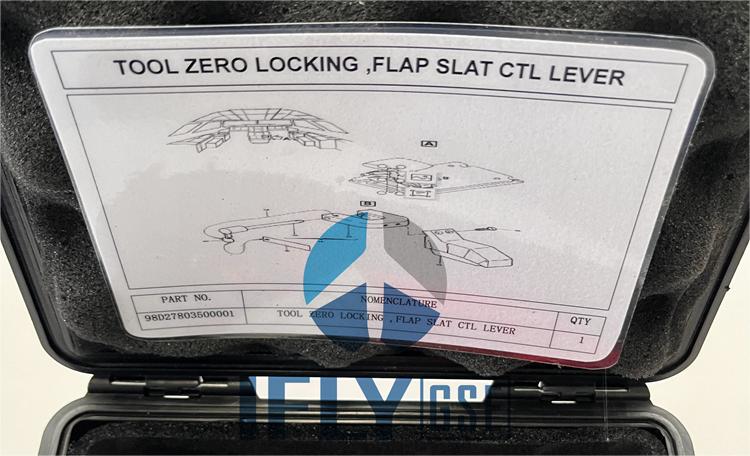 TOOL ZERO LOCKING ,FLAP SLAT CTL LEVER
A
B
PART NO. NOMENCLATURE QTY
98D27803500001 TOOL ZERO LOCKING ,FLAP SLAT CTL LEVER 1
IFLY GSE